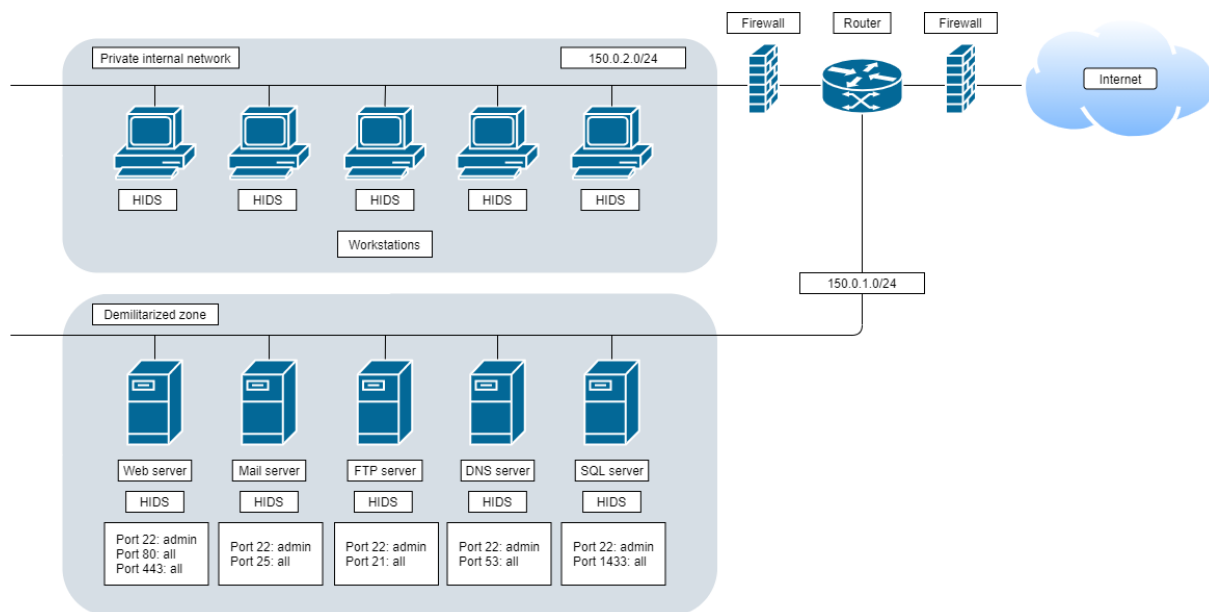 Firewall
Router
Firewall
Private internal network
150.0.2.0/24
Internet
HIDS
HIDS
HIDS
HIDS
HIDS
Workstations
150.0.1.0/24
Demilitarized zone
Web server
Mail server
FTP server
DNS server
SQL server
HIDS
HIDS
HIDS
HIDS
HIDS
Port 22: admin
Port 80: all
Port 443: all
Port 22: admin
Port 25: all
Port 22: admin
Port 21: all
Port 22: admin
Port 53: all
Port 22: admin
Port 1433: all